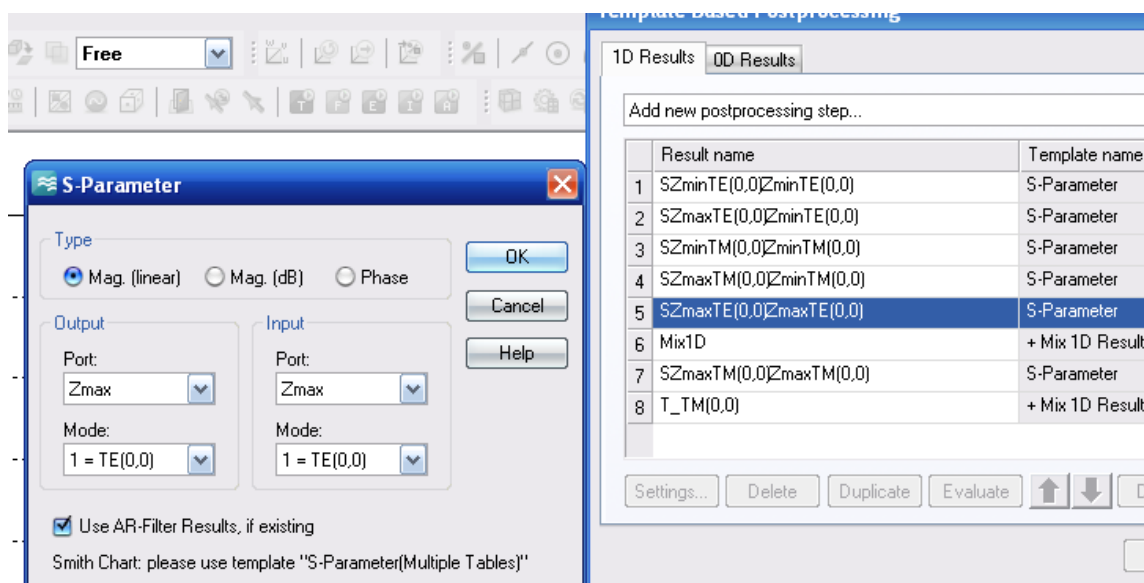 Free
T F E I A
S-Parameter
Type
Mag. (linear) Mag. (dB) Phase
OK
Cancel
Help
Output
Port:
Zmax
Mode:
1 = TE(0,0)
Input
Port:
Zmax
Mode:
1 = TE(0,0)
Use AR-Filter Results, if existing
Smith Chart: please use template "S-Parameter(Multiple Tables)"
Template Based Postprocessing
1D Results 0D Results
Add new postprocessing step...
Result name Template name
1 SZminTE(0,0)ZminTE(0,0) S-Parameter
2 SZmaxTE(0,0)ZminTE(0,0) S-Parameter
3 SZminTM(0,0)ZminTM(0,0) S-Parameter
4 SZmaxTM(0,0)ZminTM(0,0) S-Parameter
5 SZmaxTE(0,0)ZmaxTE(0,0) S-Parameter
6 Mix1D + Mix 1D Result
7 SZmaxTM(0,0)ZmaxTM(0,0) S-Parameter
8 T_TM(0,0) + Mix 1D Result
Settings... Delete Duplicate Evaluate D